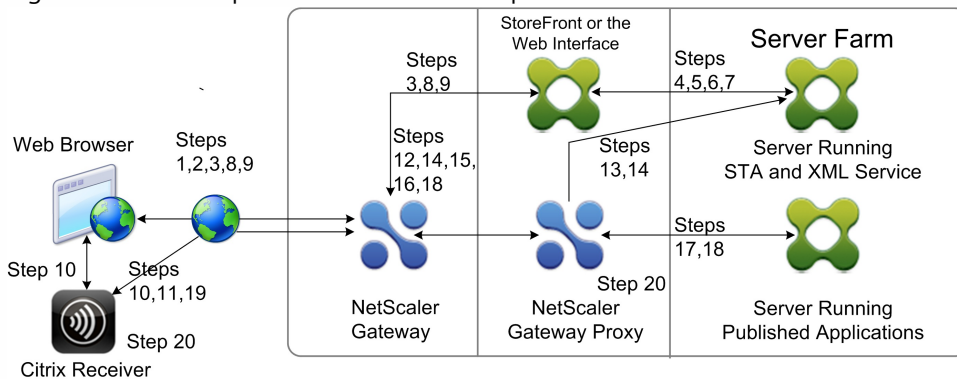 StoreFront or the
Web Interface
Server Farm
Steps
3,8,9
Steps
4,5,6,7
Web Browser
Steps
1,2,3,8,9
Steps
12,14,15,
16,18
Steps
13,14
Server Running
STA and XML Service
Steps
17,18
Step 10
Steps
10,11,19
Step 20
NetScaler
Gateway
NetScaler
Gateway Proxy
Server Running
Published Applications
Step 20
Citrix Receiver